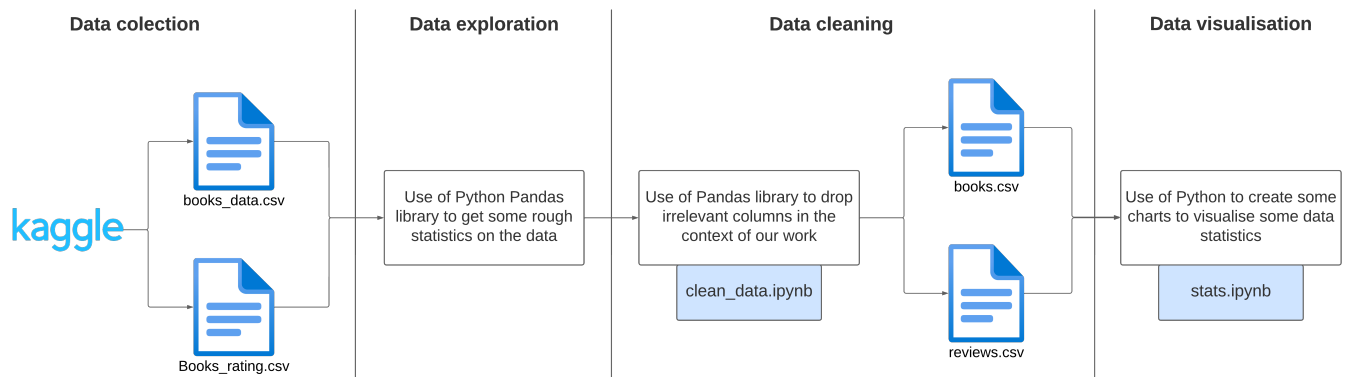 Data colection
Data exploration
Data cleaning
Data visualisation
kaggle
books_data.csv
Books_rating.csv
Use of Python Pandas
library to get some rough
statistics on the data
Use of Pandas library to drop
irrelevant columns in the
context of our work
clean_data.ipynb
books.csv
reviews.csv
Use of Python to create some
charts to visualise some data
statistics
stats.ipynb